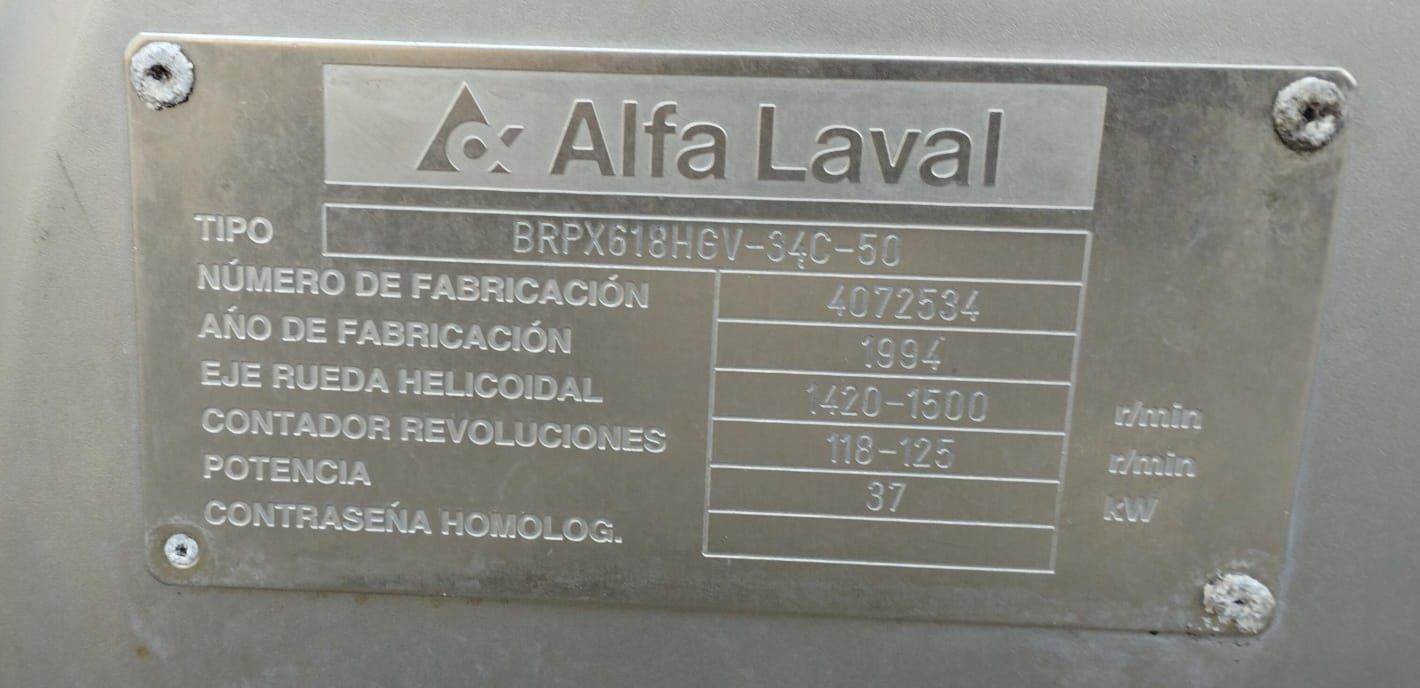 Alfa Laval
TIPO BRPX618HGV-34C-50
NÚMERO DE FABRICACIÓN 4072534
AÑO DE FABRICACIÓN 1994
EJE RUEDA HELICOIDAL 1420-1500 r/min
CONTADOR REVOLUCIONES 118-125 r/min
POTENCIA 37 kW
CONTRASEÑA HOMOLOG.